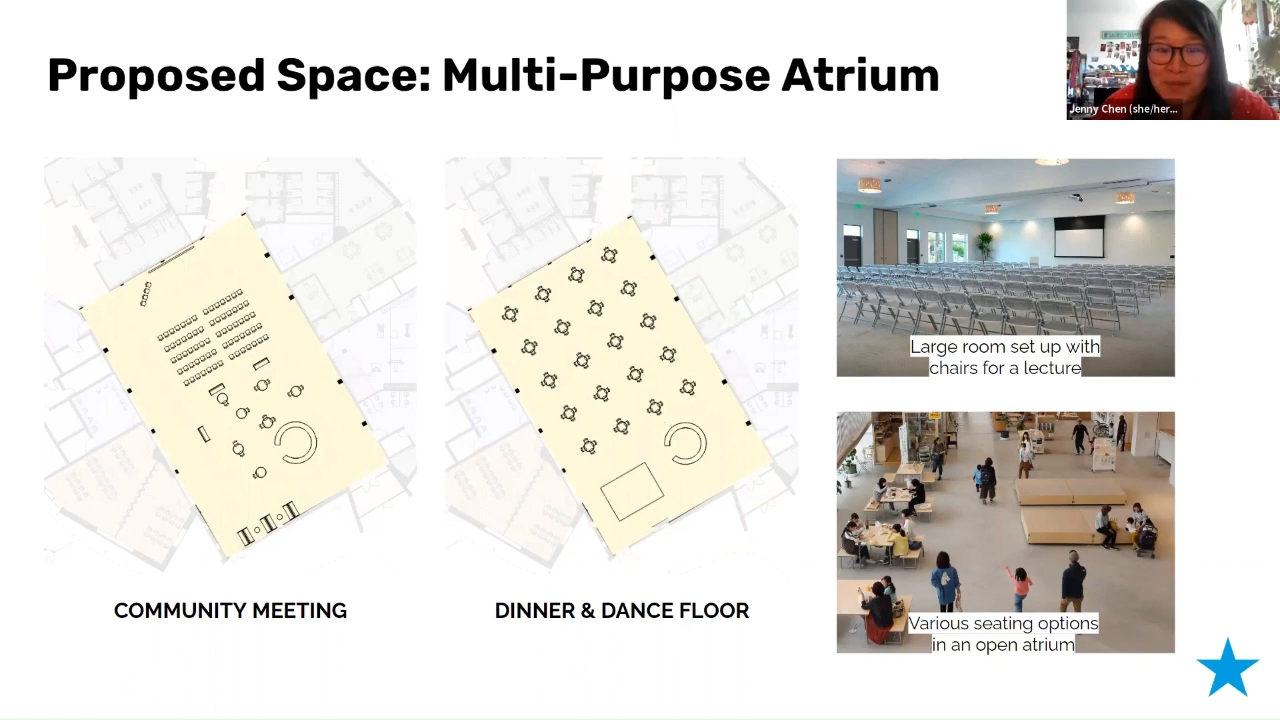 Proposed Space: Multi-Purpose Atrium
Jenny Chen (she/her...
COMMUNITY MEETING
DINNER & DANCE FLOOR
Large room set up with
chairs for a lecture
Various seating options
in an open atrium